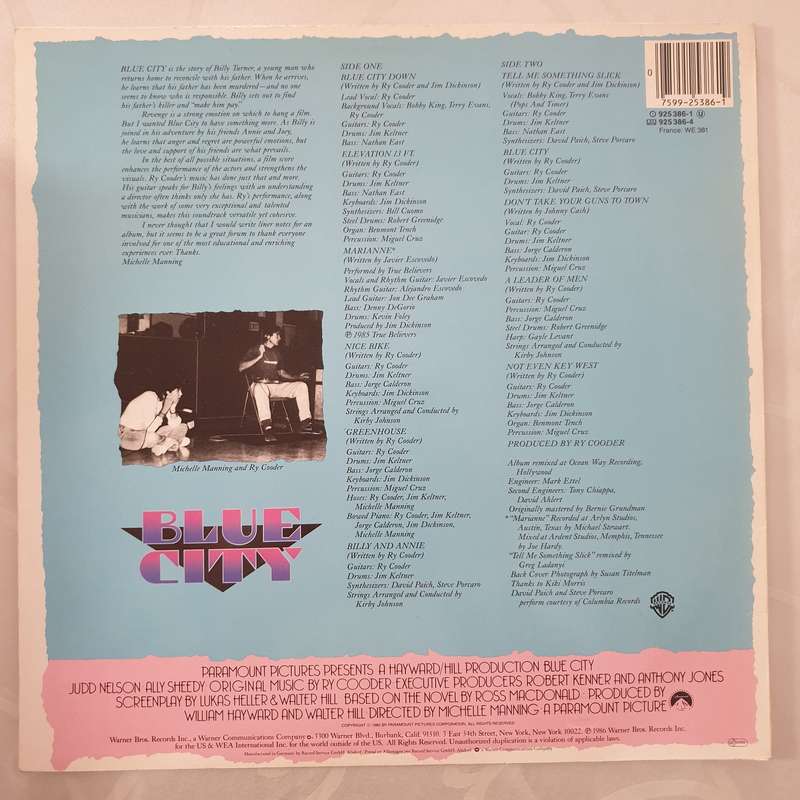 BLUE CITY is the story of Billy Turner, a young man who
returns home to reconcile with his father. When he arrives,
he learns that his father has been murdered—and no one
seems to know who is responsible. Billy sets out to find
his father's killer and "make him pay."
Revenge is a strong emotion on which to hang a film.
But I wanted Blue City to have something more. As Billy is
joined in his adventure by his friends Annie and Joey,
he learns that anger and regret are powerful emotions, but
the love and support of his friends are what prevails.
In the best of all possible situations, a film score
enhances the performance of the actors and strengthens the
visuals. Ry Cooder's music has done just that and more.
His guitar speaks for Billy's feelings with an understanding
a director often thinks only she has. Ry's performance, along
with the work of some very exceptional and talented
musicians, makes this soundtrack versatile yet cohesive.
I never thought that I would write liner notes for an
album, but it seems to be a great forum to thank everyone
involved for one of the most educational and enriching
experiences ever. Thanks.
Michelle Manning
Michelle Manning and Ry Cooder
BLUE
CITY
SIDE ONE
BLUE CITY DOWN
(Written by Ry Cooder and Jim Dickinson)
Lead Vocal: Ry Cooder
Background Vocals: Bobby King, Terry Evans,
Ry Cooder
Guitars: Ry Cooder
Drums: Jim Keltner
Bass: Nathan East
ELEVATION 13 FT.
(Written by Ry Cooder)
Guitars: Ry Cooder
Drums: Jim Keltner
Bass: Nathan East
Keyboards: Jim Dickinson
Synthesizers: Bill Cuomo
Steel Drums: Robert Greenidge
Organ: Benmont Tench
Percussion: Miguel Cruz
MARIANNE*
(Written by Javier Escovedo)
Performed by True Believers
Vocals and Rhythm Guitar: Javier Escovedo
Rhythm Guitar: Alejandro Escovedo
Lead Guitar: Jon Dee Graham
Bass: Denny DeGorio
Drums: Kevin Foley
Produced by Jim Dickinson
℗ 1985 True Believers
NICE BIKE
(Written by Ry Cooder)
Guitars: Ry Cooder
Drums: Jim Keltner
Bass: Jorge Calderon
Keyboards: Jim Dickinson
Percussion: Miguel Cruz
Strings Arranged and Conducted by
Kirby Johnson
GREENHOUSE
(Written by Ry Cooder)
Guitars: Ry Cooder
Drums: Jim Keltner
Bass: Jorge Calderon
Keyboards: Jim Dickinson
Percussion: Miguel Cruz
Hoses: Ry Cooder, Jim Keltner,
Michelle Manning
Bowed Piano: Ry Cooder, Jim Keltner,
Jorge Calderon, Jim Dickinson,
Michelle Manning
BILLY AND ANNIE
(Written by Ry Cooder)
Guitars: Ry Cooder
Drums: Jim Keltner
Synthesizers: David Paich, Steve Porcaro
Strings Arranged and Conducted by
Kirby Johnson
SIDE TWO
TELL ME SOMETHING SLICK
(Written by Ry Cooder and Jim Dickinson)
Vocals: Bobby King, Terry Evans
(Pops And Timer)
Guitars: Ry Cooder
Drums: Jim Keltner
Bass: Nathan East
Synthesizers: David Paich, Steve Porcaro
BLUE CITY
(Written by Ry Cooder)
Guitars: Ry Cooder
Drums: Jim Keltner
Synthesizers: David Paich, Steve Porcaro
DON'T TAKE YOUR GUNS TO TOWN
(Written by Johnny Cash)
Vocal: Ry Cooder
Guitar: Ry Cooder
Drums: Jim Keltner
Bass: Jorge Calderon
Keyboards: Jim Dickinson
Percussion: Miguel Cruz
A LEADER OF MEN
(Written by Ry Cooder)
Guitars: Ry Cooder
Percussion: Miguel Cruz
Bass: Jorge Calderon
Steel Drums: Robert Greenidge
Harp: Gayle Levant
Strings Arranged and Conducted by
Kirby Johnson
NOT EVEN KEY WEST
(Written by Ry Cooder)
Guitars: Ry Cooder
Drums: Jim Keltner
Bass: Jorge Calderon
Keyboards: Jim Dickinson
Organ: Benmont Tench
Percussion: Miguel Cruz
PRODUCED BY RY COODER
Album remixed at Ocean Way Recording,
Hollywood
Engineer: Mark Ettel
Second Engineers: Tony Chiappa,
David Ahlert
Originally mastered by Bernie Grundman
*"Marianne" Recorded at Arlyn Studios,
Austin, Texas by Michael Stewart.
Mixed at Ardent Studios, Memphis, Tennessee
by Joe Hardy.
"Tell Me Something Slick" remixed by
Greg Ladanyi
Back Cover Photograph by Susan Titelman
Thanks to Kiki Morris
David Paich and Steve Porcaro
perform courtesy of Columbia Records
0
7599-25386-1
925 386-1 U
925 386-4
France: WE 381
PARAMOUNT PICTURES PRESENTS A HAYWARD/HILL PRODUCTION BLUE CITY
JUDD NELSON ALLY SHEEDY ORIGINAL MUSIC BY RY COODER EXECUTIVE PRODUCERS ROBERT KENNER AND ANTHONY JONES
SCREENPLAY BY LUKAS HELLER & WALTER HILL BASED ON THE NOVEL BY ROSS MACDONALD · PRODUCED BY
WILLIAM HAYWARD AND WALTER HILL DIRECTED BY MICHELLE MANNING · A PARAMOUNT PICTURE
COPYRIGHT © 1986 BY PARAMOUNT PICTURES CORPORATION. ALL RIGHTS RESERVED.
Warner Bros. Records Inc., a Warner Communications Company 3300 Warner Blvd., Burbank, Calif. 91510. 3 East 54th Street, New York, New York 10022. ℗ 1986 Warner Bros. Records Inc.
for the US & WEA International Inc. for the world outside of the US. All Rights Reserved. Unauthorized duplication is a violation of applicable laws.